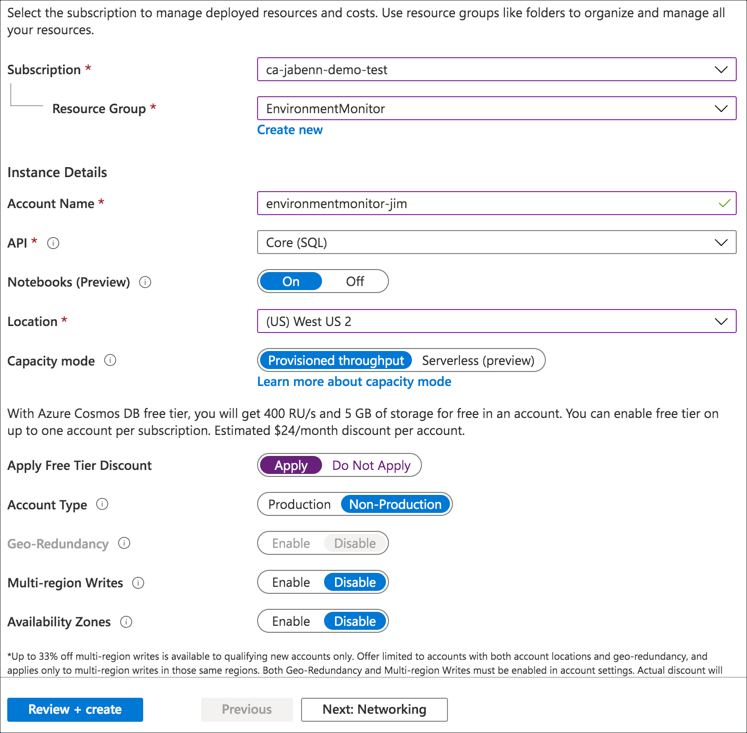 Select the subscription to manage deployed resources and costs. Use resource groups like folders to organize and manage all
your resources.
Subscription *
ca-jabenn-demo-test
Resource Group *
EnvironmentMonitor
Create new
Instance Details
Account Name *
environmentmonitor-jim
API *
Core (SQL)
Notebooks (Preview)
On Off
Location *
(US) West US 2
Capacity mode
Provisioned throughput Serverless (preview)
Learn more about capacity mode
With Azure Cosmos DB free tier, you will get 400 RU/s and 5 GB of storage for free in an account. You can enable free tier on
up to one account per subscription. Estimated $24/month discount per account.
Apply Free Tier Discount
Apply Do Not Apply
Account Type
Production Non-Production
Geo-Redundancy
Enable Disable
Multi-region Writes
Enable Disable
Availability Zones
Enable Disable
*Up to 33% off multi-region writes is available to qualifying new accounts only. Offer limited to accounts with both account locations and geo-redundancy, and
applies only to multi-region writes in those same regions. Both Geo-Redundancy and Multi-region Writes must be enabled in account settings. Actual discount will
Review + create
Previous
Next: Networking